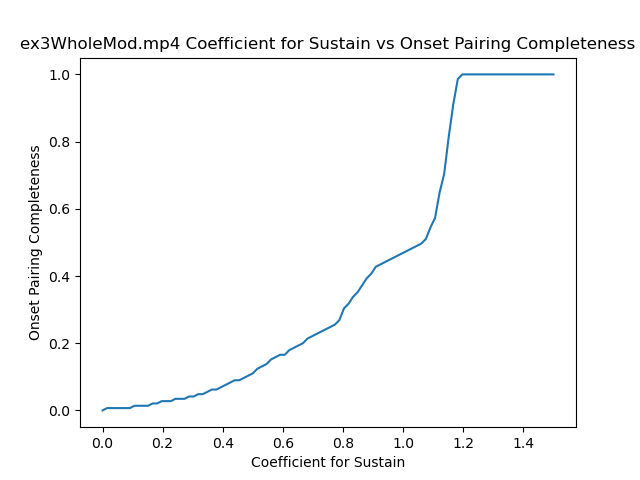 ex3WholeMod.mp4 Coefficient for Sustain vs Onset Pairing Completeness
1.0
0.8
0.6
0.4
0.2
0.0
Onset Pairing Completeness
0.0 0.2 0.4 0.6 0.8 1.0 1.2 1.4
Coefficient for Sustain